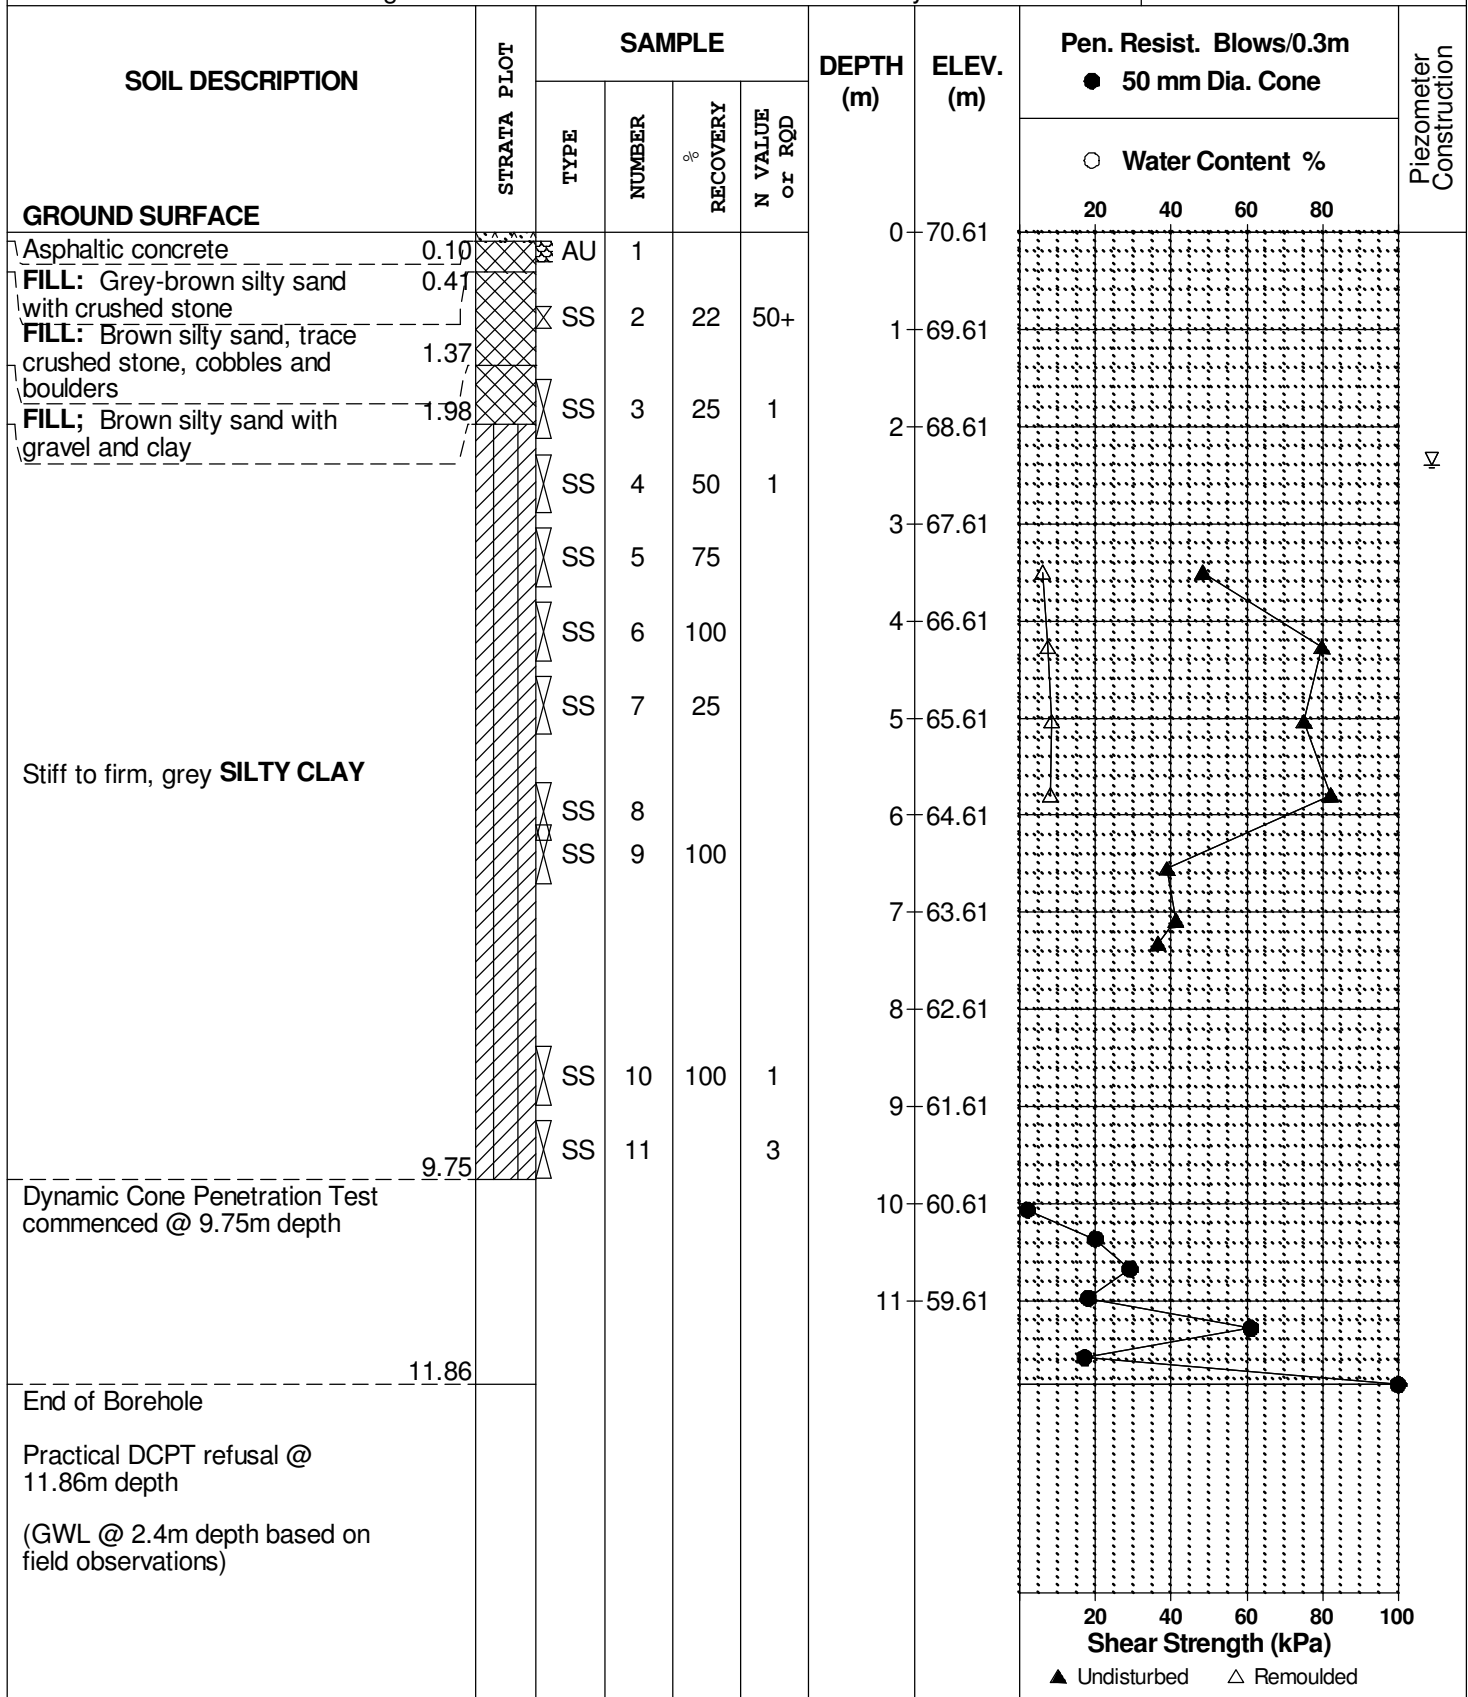 SOIL DESCRIPTION
STRATA PLOT
SAMPLE
TYPE
NUMBER
% RECOVERY
N VALUE or RQD
DEPTH (m)
ELEV. (m)
Pen. Resist. Blows/0.3m
● 50 mm Dia. Cone
○ Water Content %
20 40 60 80
Piezometer Construction
GROUND SURFACE
0 70.61
Asphaltic concrete 0.10
AU 1
FILL: Grey-brown silty sand 0.41
with crushed stone
SS 2 22 50+
1 69.61
FILL: Brown silty sand, trace
crushed stone, cobbles and 1.37
boulders
SS 3 25 1
FILL; Brown silty sand with 1.98
gravel and clay
2 68.61
SS 4 50 1
3 67.61
SS 5 75
4 66.61
SS 6 100
SS 7 25
5 65.61
Stiff to firm, grey SILTY CLAY
SS 8
6 64.61
SS 9 100
7 63.61
8 62.61
SS 10 100 1
9 61.61
SS 11 3
9.75
Dynamic Cone Penetration Test
commenced @ 9.75m depth
10 60.61
11 59.61
11.86
End of Borehole
Practical DCPT refusal @
11.86m depth
(GWL @ 2.4m depth based on
field observations)
20 40 60 80 100
Shear Strength (kPa)
▲ Undisturbed △ Remoulded